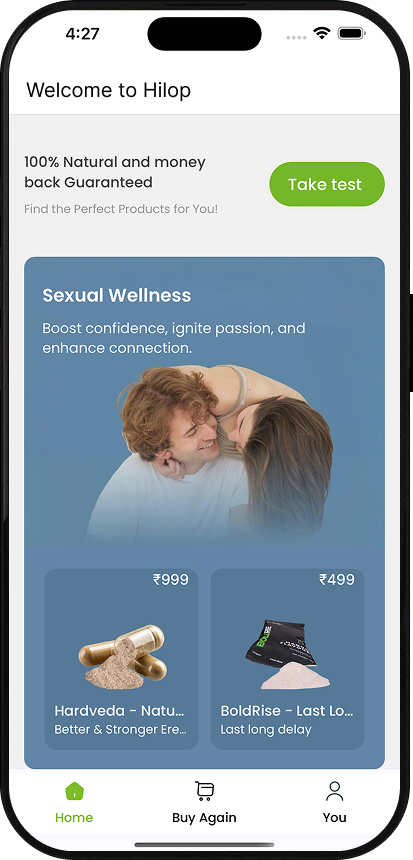 4:27
Welcome to Hilop
100% Natural and money
back Guaranteed
Find the Perfect Products for You!
Take test
Sexual Wellness
Boost confidence, ignite passion, and
enhance connection.
₹999
Hardveda - Natu...
Better & Stronger Ere...
₹499
BoldRise - Last Lo...
Last long delay
Home
Buy Again
You